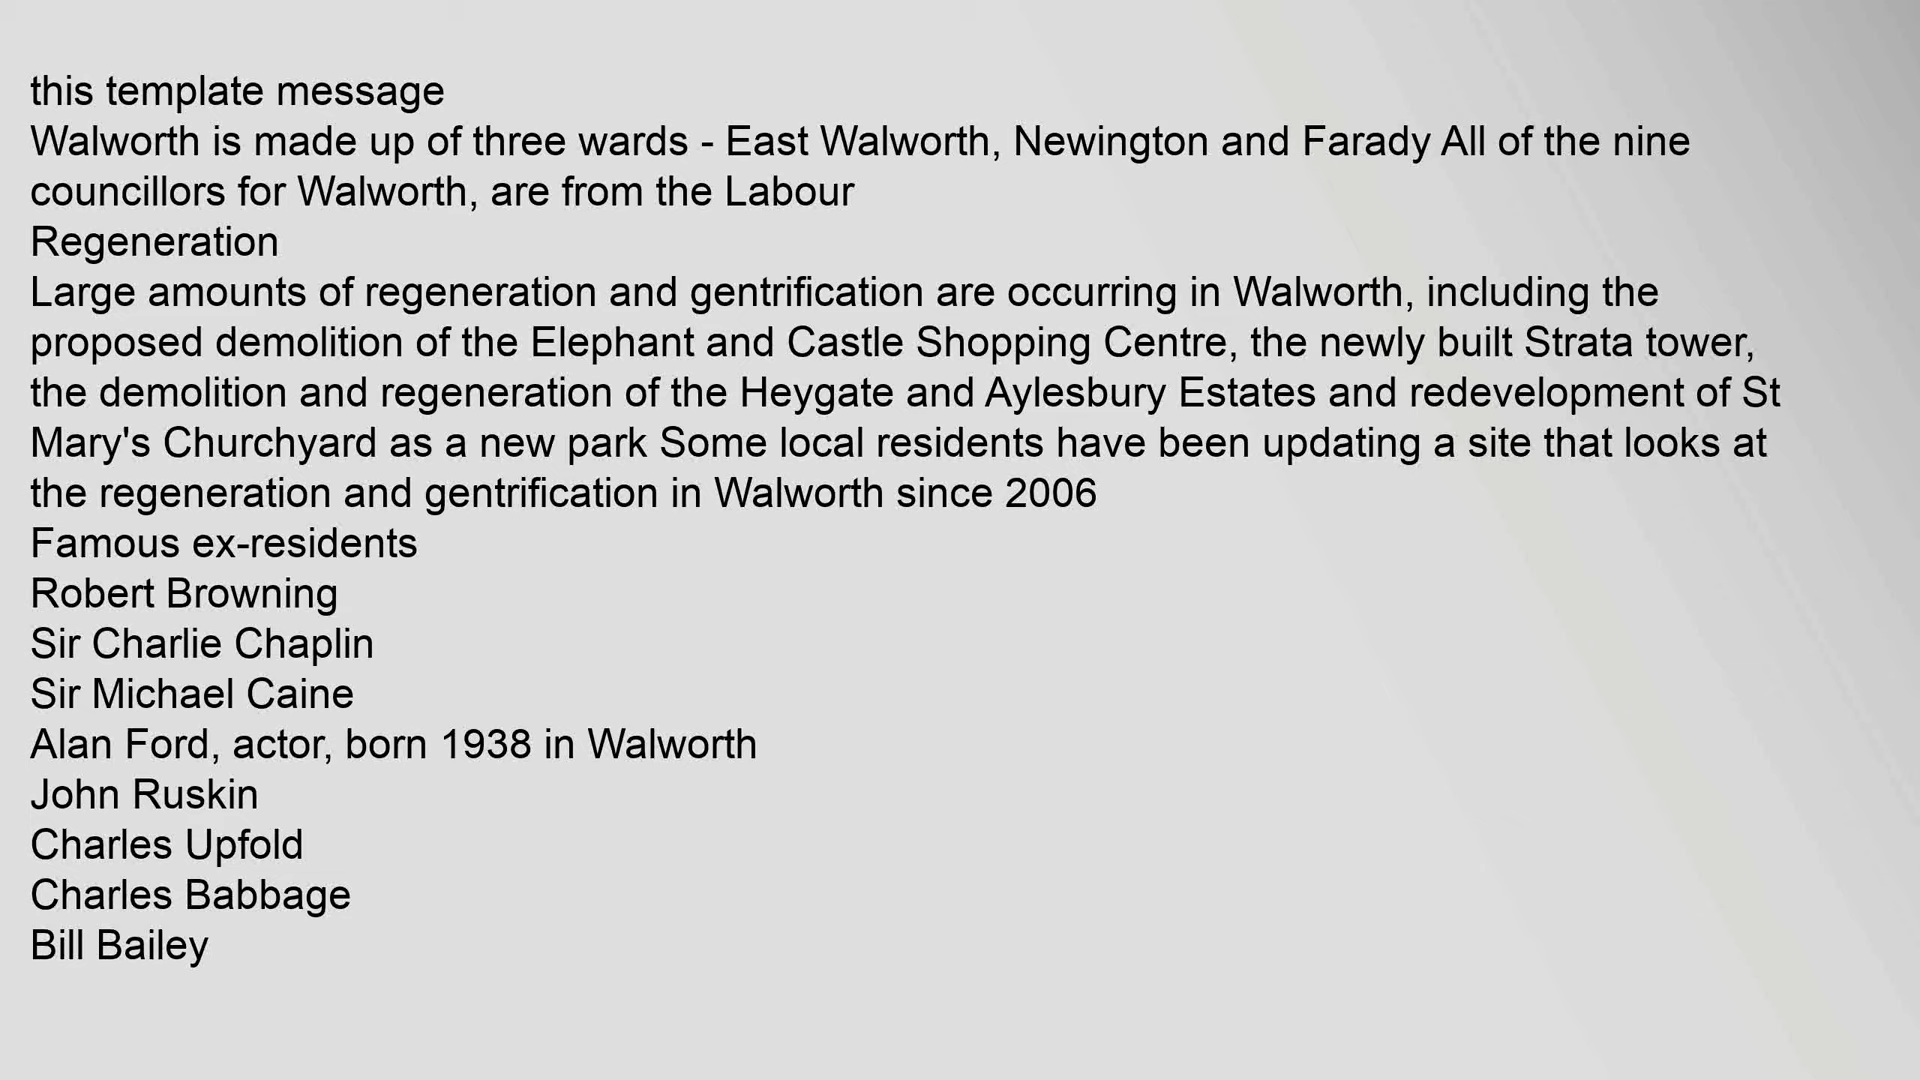 this template message
Walworth is made up of three wards - East Walworth, Newington and Farady All of the nine
councillors for Walworth, are from the Labour
Regeneration
Large amounts of regeneration and gentrification are occurring in Walworth, including the
proposed demolition of the Elephant and Castle Shopping Centre, the newly built Strata tower,
the demolition and regeneration of the Heygate and Aylesbury Estates and redevelopment of St
Mary's Churchyard as a new park Some local residents have been updating a site that looks at
the regeneration and gentrification in Walworth since 2006
Famous ex-residents
Robert Browning
Sir Charlie Chaplin
Sir Michael Caine
Alan Ford, actor, born 1938 in Walworth
John Ruskin
Charles Upfold
Charles Babbage
Bill Bailey